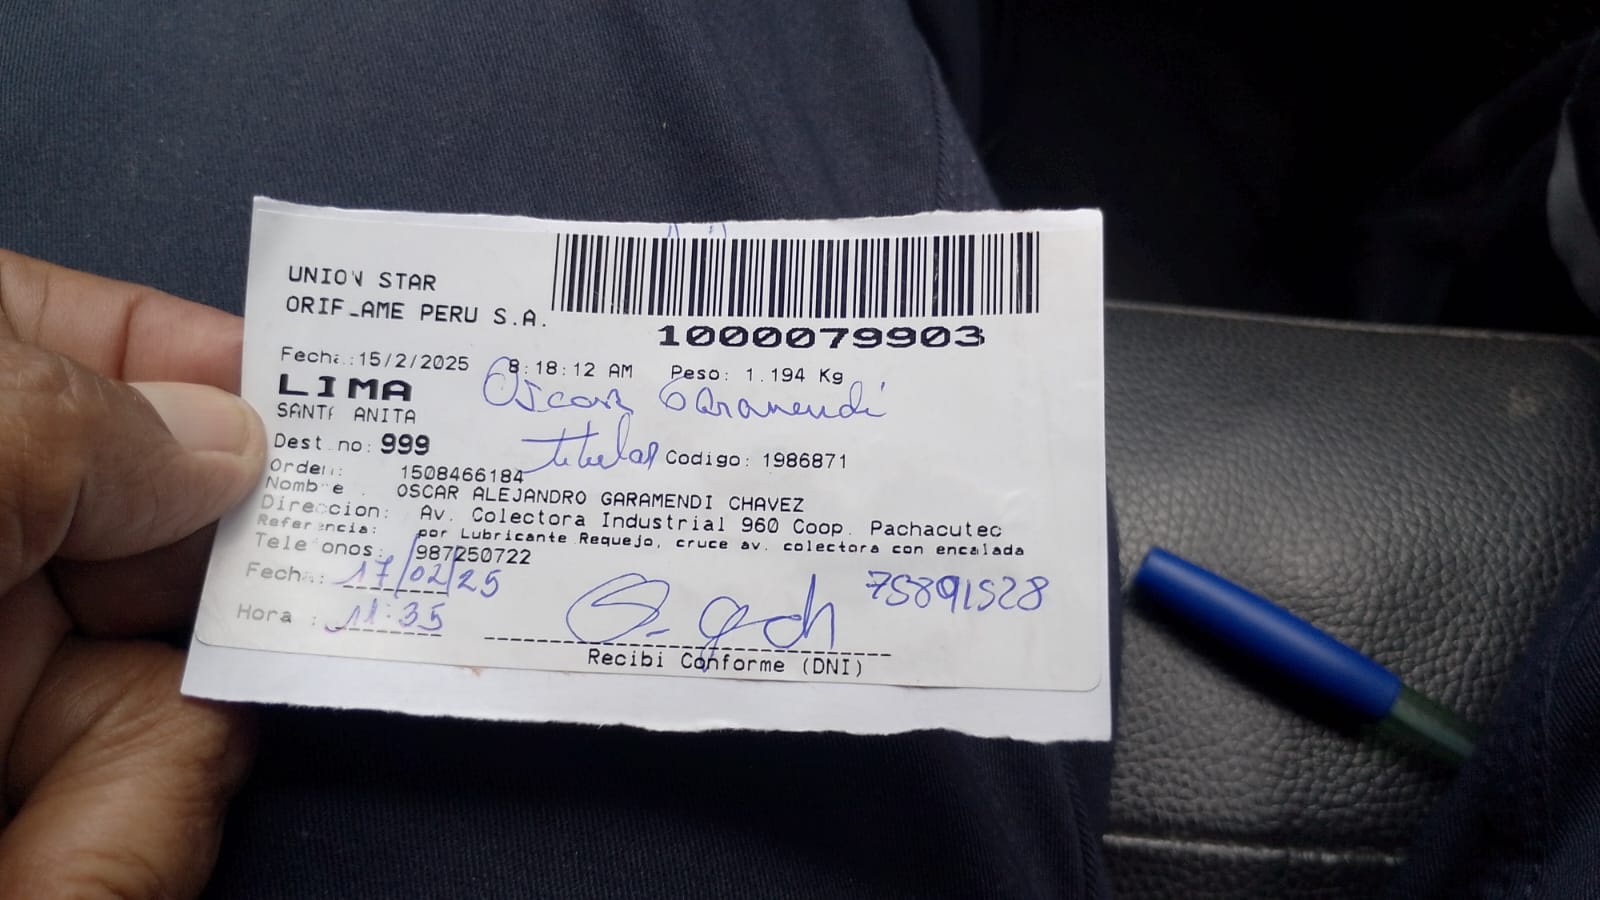 UNION STAR
ORIFLAME PERU S.A.
1000079903
Fecha.:15/2/2025 8:18:12 AM Peso: 1.194 Kg
LIMA
Oscar Garamendi
SANTA ANITA
titular
Dest.no: 999
Codigo: 1986871
Orden: 1508466184
Nombre : OSCAR ALEJANDRO GARAMENDI CHAVEZ
Direccion: Av. Colectora Industrial 960 Coop. Pachacutec
Referencia: por Lubricante Requejo, cruce av. colectora con encalada
Telefonos: 987250722
Fecha: 17/02/25
75891528
Hora : 11:35
Recibi Conforme (DNI)